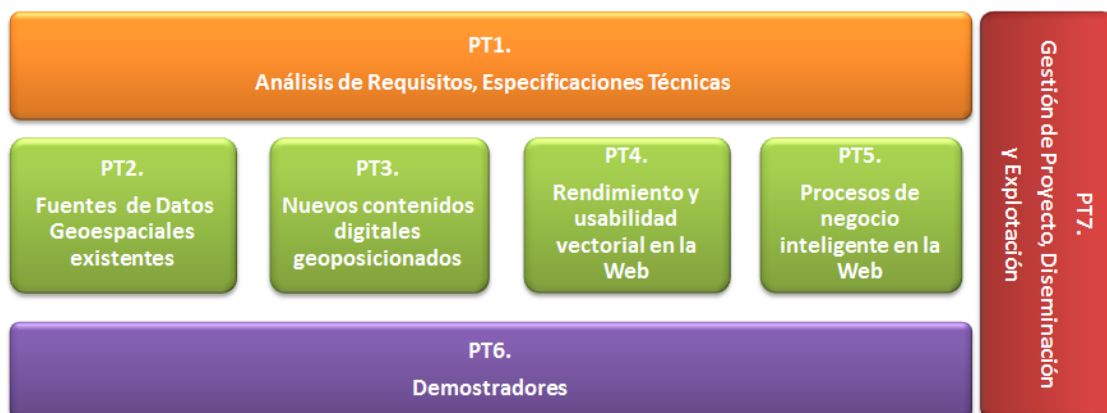 PT1.
Análisis de Requisitos, Especificaciones Técnicas
PT2.
Fuentes de Datos
Geoespaciales
existentes
PT3.
Nuevos contenidos
digitales
geoposicionados
PT4.
Rendimiento y
usabilidad
vectorial en la
Web
PT5.
Procesos de
negocio
inteligente en la
Web
PT6.
Demostradores
PT7.
Gestión de Proyecto, Diseminación
y Explotación